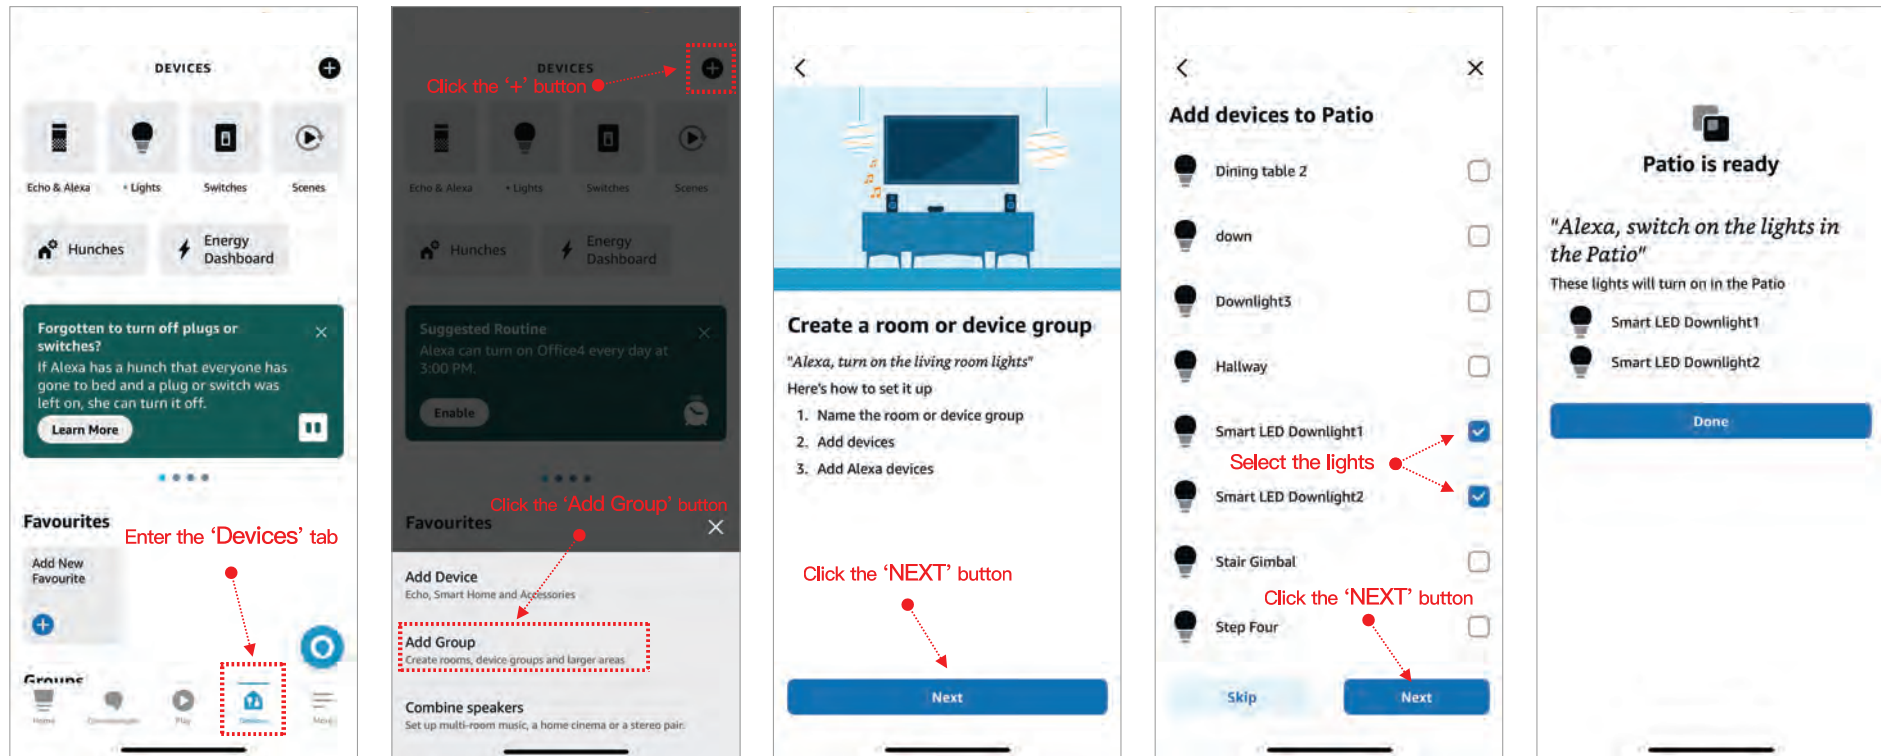 DEVICES
Echo & Alexa
• Lights
Switches
Scenes
Hunches
Energy
Dashboard
Forgotten to turn off plugs or
switches?
If Alexa has a hunch that everyone has
gone to bed and a plug or switch was
left on, she can turn it off.
Learn More
Favourites
Enter the ‘Devices’ tab
Add New
Favourite
Groups
Home
Play
Devices
More
DEVICES
Click the ‘+’ button
Echo & Alexa
• Lights
Switches
Scenes
Hunches
Energy
Dashboard
Suggested Routine
Alexa can turn on Office4 every day at
3:00 PM.
Enable
Click the ‘Add Group’ button
Favourites
Add Device
Echo, Smart Home and Accessories
Add Group
Create rooms, device groups and larger areas
Combine speakers
Set up multi-room music, a home cinema or a stereo pair.
Create a room or device group
"Alexa, turn on the living room lights"
Here's how to set it up
1. Name the room or device group
2. Add devices
3. Add Alexa devices
Click the ‘NEXT’ button
Next
Add devices to Patio
Dining table 2
down
Downlight3
Hallway
Smart LED Downlight1
Select the lights
Smart LED Downlight2
Stair Gimbal
Click the ‘NEXT’ button
Step Four
Skip
Next
Patio is ready
"Alexa, switch on the lights in
the Patio"
These lights will turn on in the Patio
Smart LED Downlight1
Smart LED Downlight2
Done